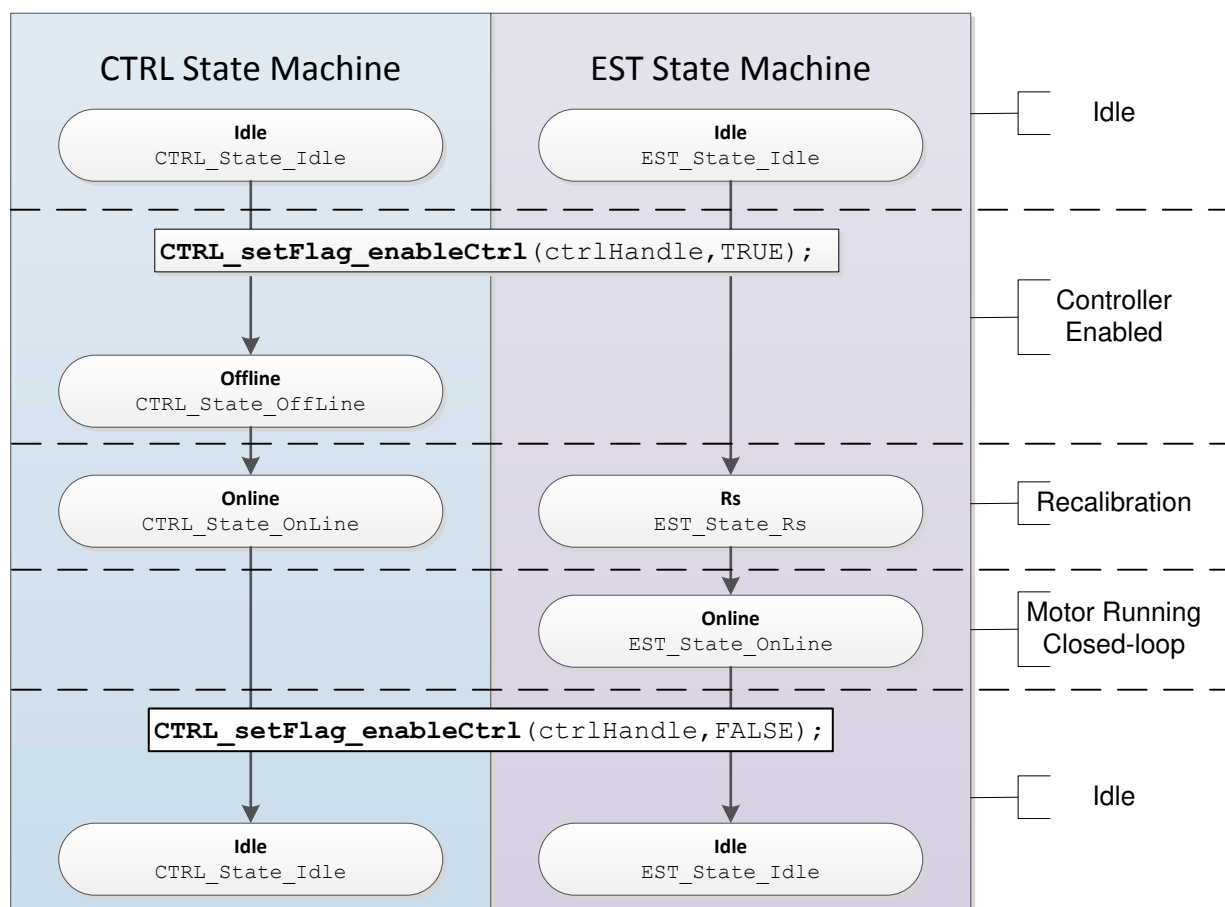 CTRL State Machine
EST State Machine
Idle
CTRL_State_Idle
Idle
EST_State_Idle
Idle
CTRL_setFlag_enableCtrl(ctrlHandle,TRUE);
Controller
Enabled
Offline
CTRL_State_OffLine
Online
CTRL_State_OnLine
Rs
EST_State_Rs
Recalibration
Online
EST_State_OnLine
Motor Running
Closed-loop
CTRL_setFlag_enableCtrl(ctrlHandle,FALSE);
Idle
Idle
CTRL_State_Idle
Idle
EST_State_Idle